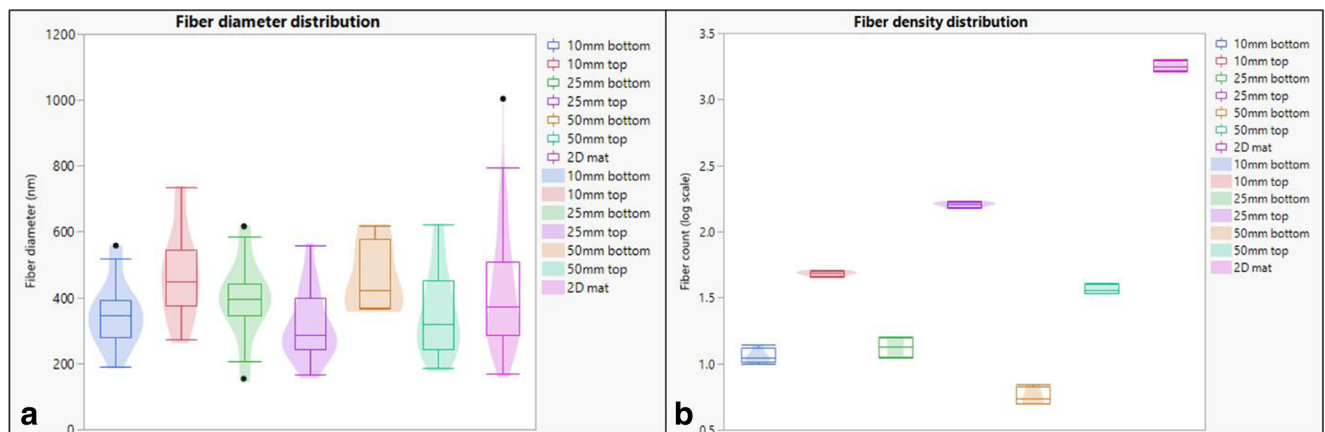 Fiber diameter distribution
1200
1000
800
600
400
200
0
Fiber diameter (nm)
10mm bottom
10mm top
25mm bottom
25mm top
50mm bottom
50mm top
2D mat
10mm bottom
10mm top
25mm bottom
25mm top
50mm bottom
50mm top
2D mat
a
Fiber density distribution
3.5
3.0
2.5
2.0
1.5
1.0
0.5
Fiber count (log scale)
10mm bottom
10mm top
25mm bottom
25mm top
50mm bottom
50mm top
2D mat
10mm bottom
10mm top
25mm bottom
25mm top
50mm bottom
50mm top
2D mat
b